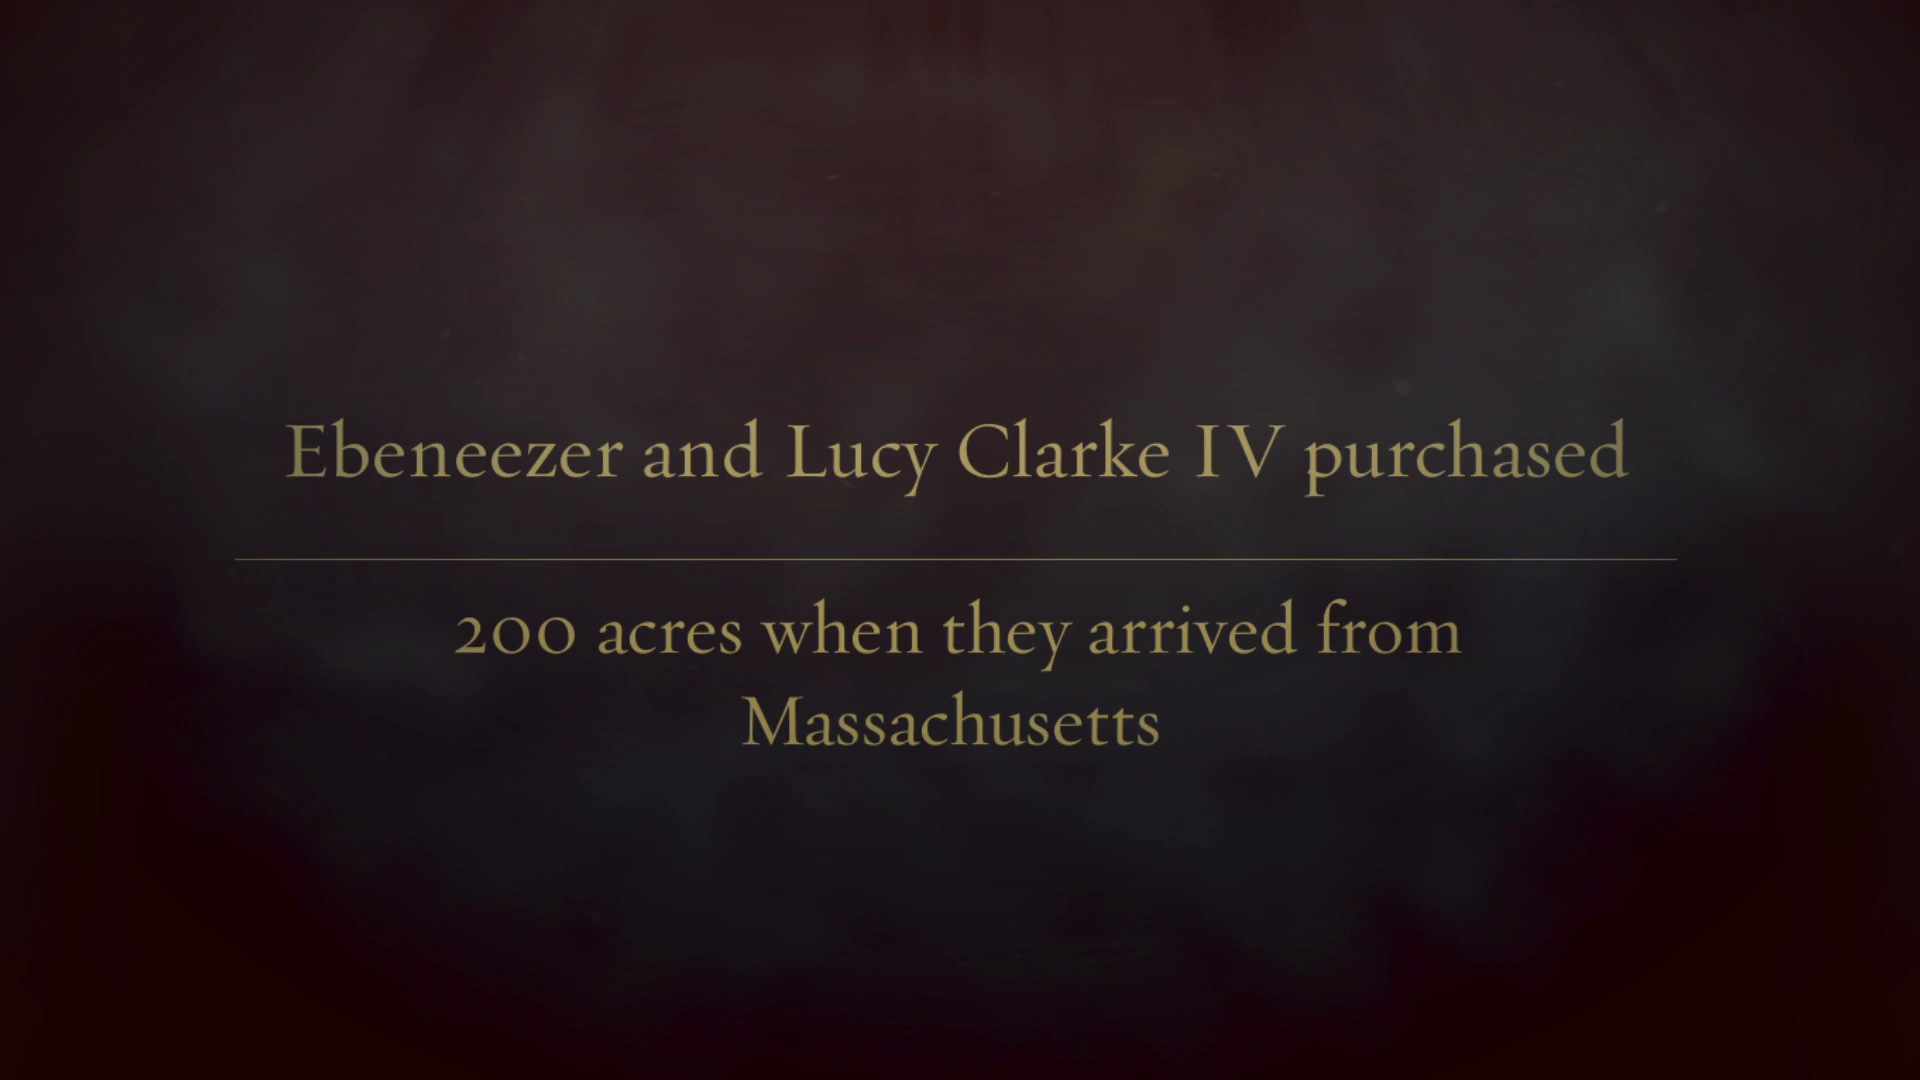 Ebeneezer and Lucy Clarke IV purchased
200 acres when they arrived from
Massachusetts